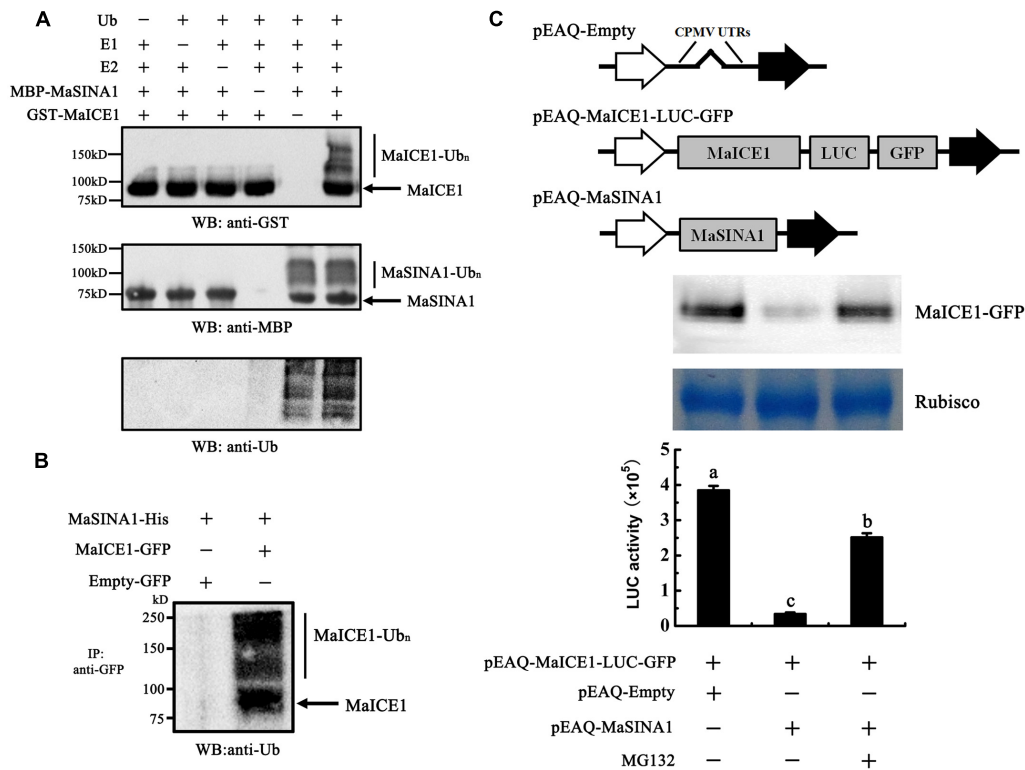 A
Ub – + + + + +
E1 + – + + + +
E2 + + – + + +
MBP-MaSINA1 + + + – + +
GST-MaICE1 + + + + – +
150kD
100kD
75kD
MaICE1-Ubn
MaICE1
WB: anti-GST
150kD
100kD
75kD
MaSINA1-Ubn
MaSINA1
WB: anti-MBP
WB: anti-Ub
B
MaSINA1-His + +
MaICE1-GFP – +
Empty-GFP + –
kD
250
150
100
75
IP:
anti-GFP
MaICE1-Ubn
MaICE1
WB:anti-Ub
C
pEAQ-Empty
CPMV UTRs
pEAQ-MaICE1-LUC-GFP
MaICE1 LUC GFP
pEAQ-MaSINA1
MaSINA1
MaICE1-GFP
Rubisco
LUC activity (×10⁵)
5
4
3
2
1
0
a
c
b
pEAQ-MaICE1-LUC-GFP + + +
pEAQ-Empty + – –
pEAQ-MaSINA1 – + +
MG132 – – +